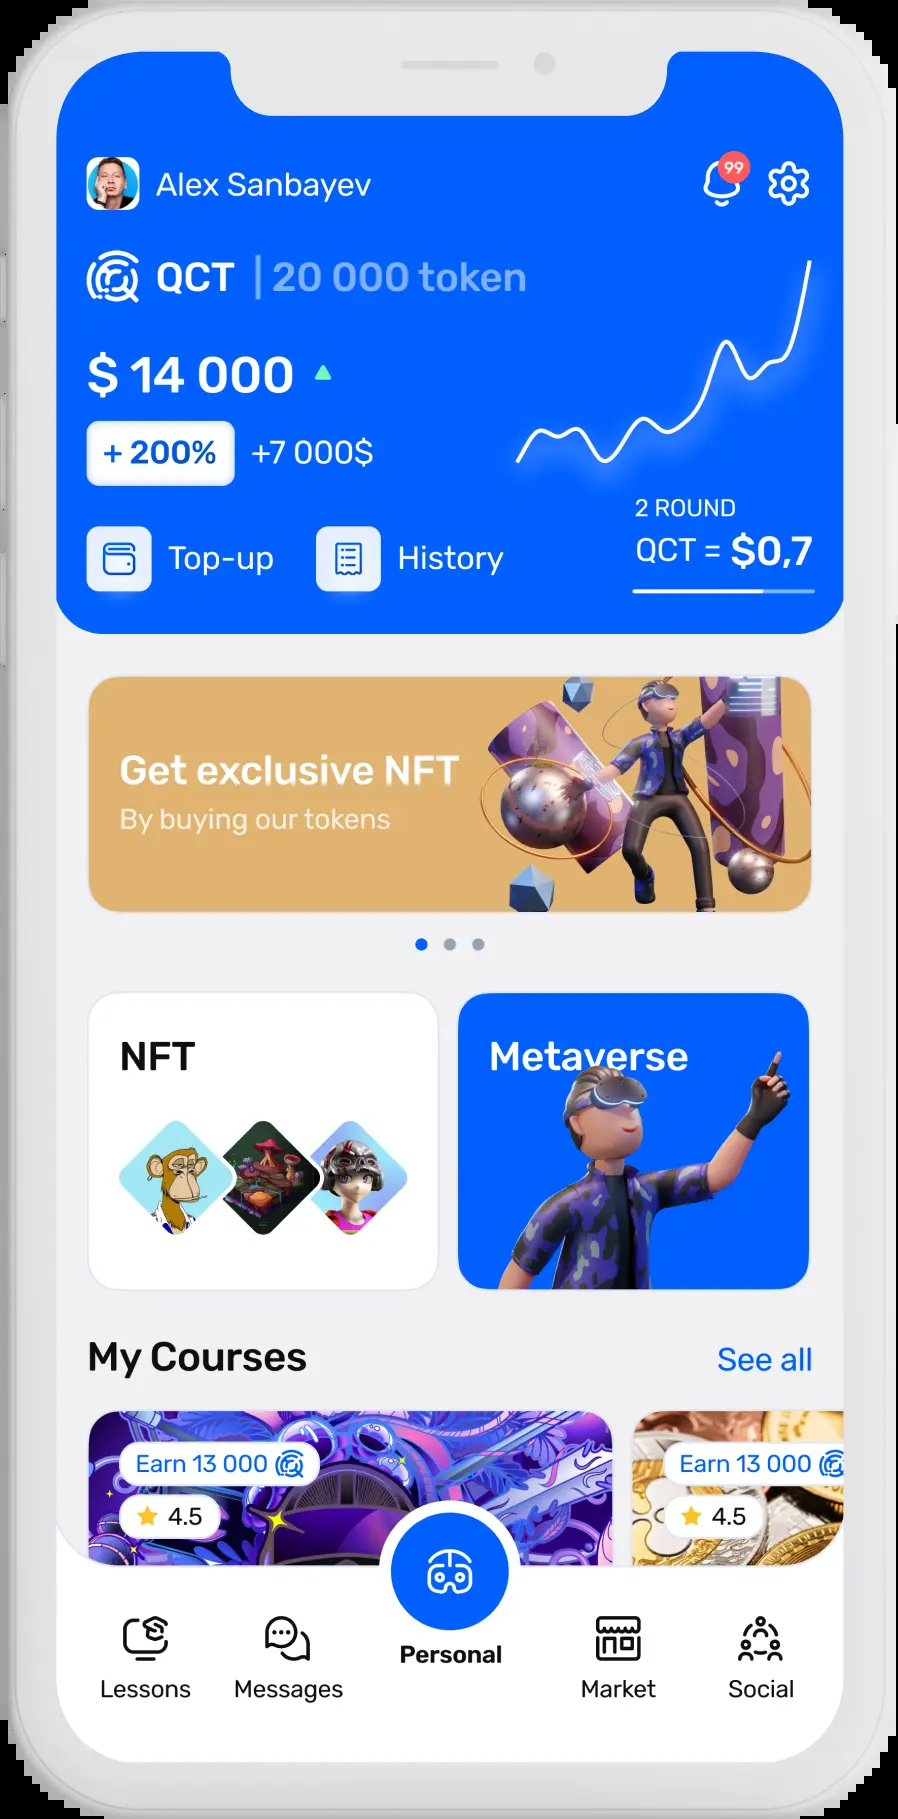 Alex Sanbayev
99
QCT | 20 000 token
$ 14 000
+ 200% +7 000$
2 ROUND
QCT = $0,7
Top-up History
Get exclusive NFT
By buying our tokens
NFT
Metaverse
My Courses See all
Earn 13 000
4.5
Earn 13 000
4.5
Personal
Lessons Messages Market Social